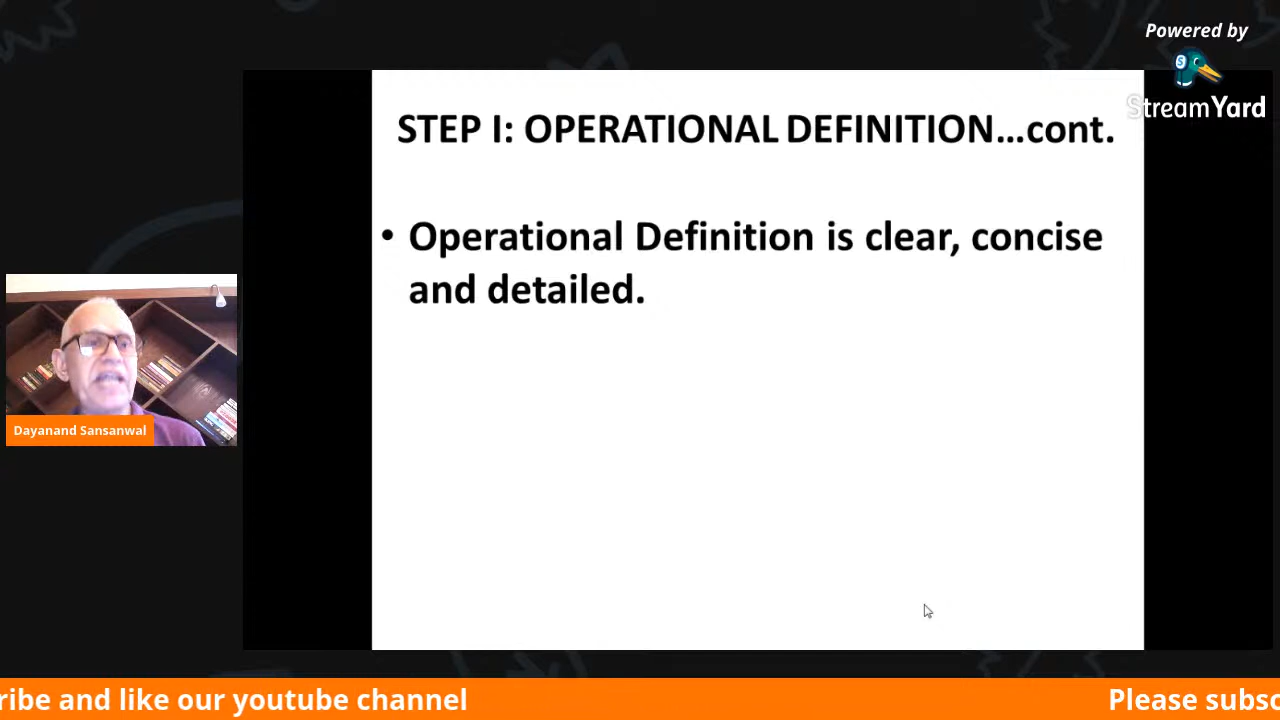 Powered by
StreamYard
STEP I: OPERATIONAL DEFINITION...cont.
• Operational Definition is clear, concise
and detailed.
Dayanand Sansanwal
ribe and like our youtube channel
Please subsc